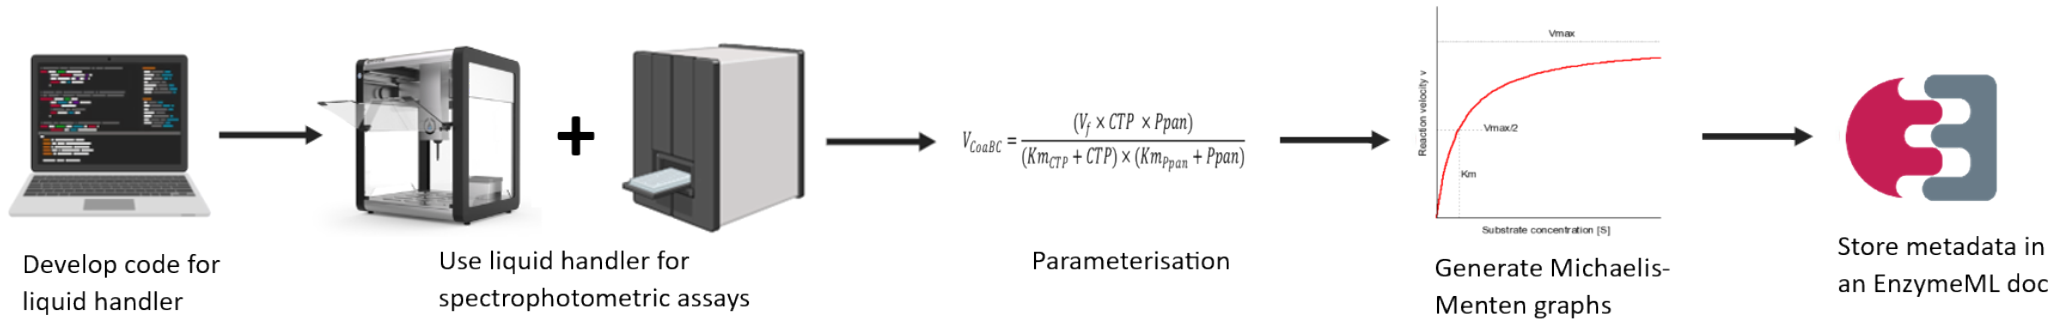 Develop code for
liquid handler
Use liquid handler for
spectrophotometric assays
V_CoaBC = (V_f × CTP × Ppan) / ((Km_CTP + CTP) × (Km_Ppan + Ppan))
Parameterisation
Vmax
Reaction velocity v
Vmax/2
Km
Substrate concentration [S]
Generate Michaelis-
Menten graphs
Store metadata in
an EnzymeML doc